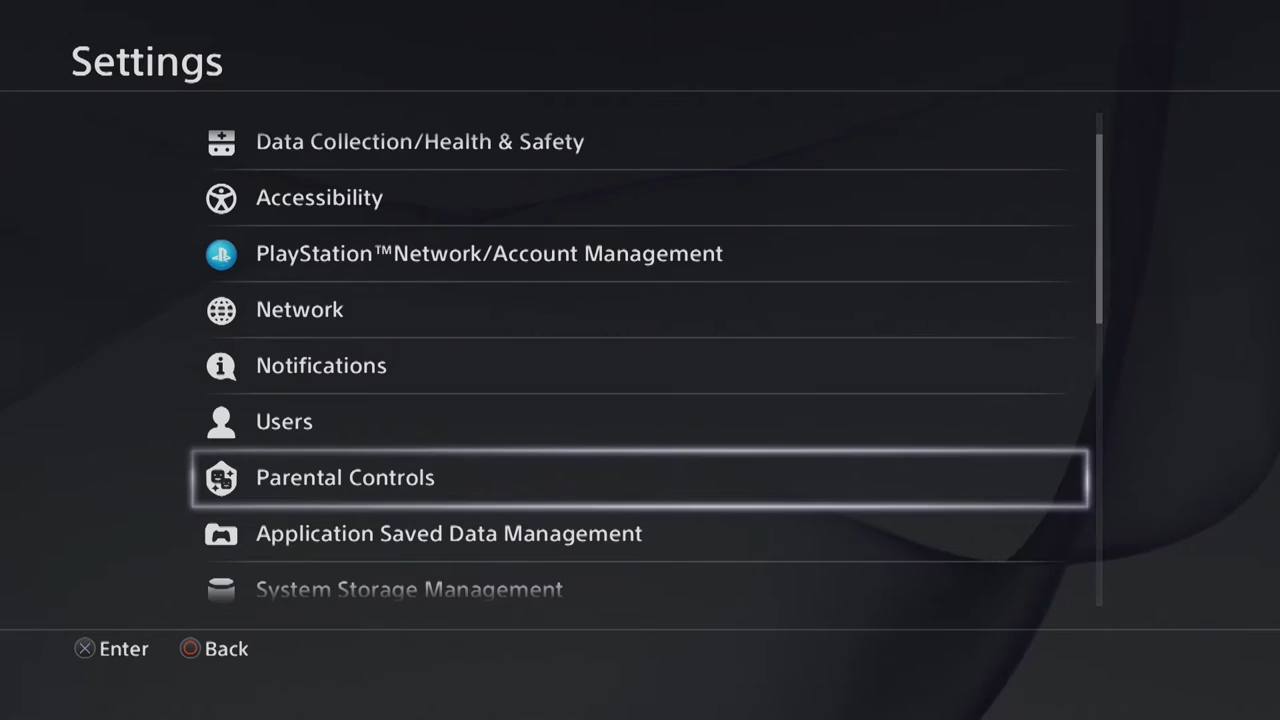 Settings
Data Collection/Health & Safety
Accessibility
PlayStation™Network/Account Management
Network
Notifications
Users
Parental Controls
Application Saved Data Management
System Storage Management
Enter Back